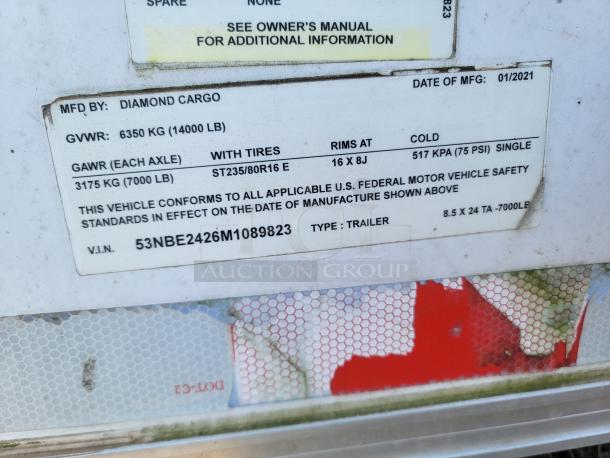 SPARE NONE
SEE OWNER'S MANUAL
FOR ADDITIONAL INFORMATION
823
MFD BY: DIAMOND CARGO DATE OF MFG: 01/2021
GVWR: 6350 KG (14000 LB)
GAWR (EACH AXLE) WITH TIRES RIMS AT COLD
3175 KG (7000 LB) ST235/80R16 E 16 X 8J 517 KPA (75 PSI) SINGLE
THIS VEHICLE CONFORMS TO ALL APPLICABLE U.S. FEDERAL MOTOR VEHICLE SAFETY
STANDARDS IN EFFECT ON THE DATE OF MANUFACTURE SHOWN ABOVE
V.I.N. 53NBE2426M1089823 TYPE : TRAILER 8.5 X 24 TA -7000LB
AUCTION GROUP
DOT-C2